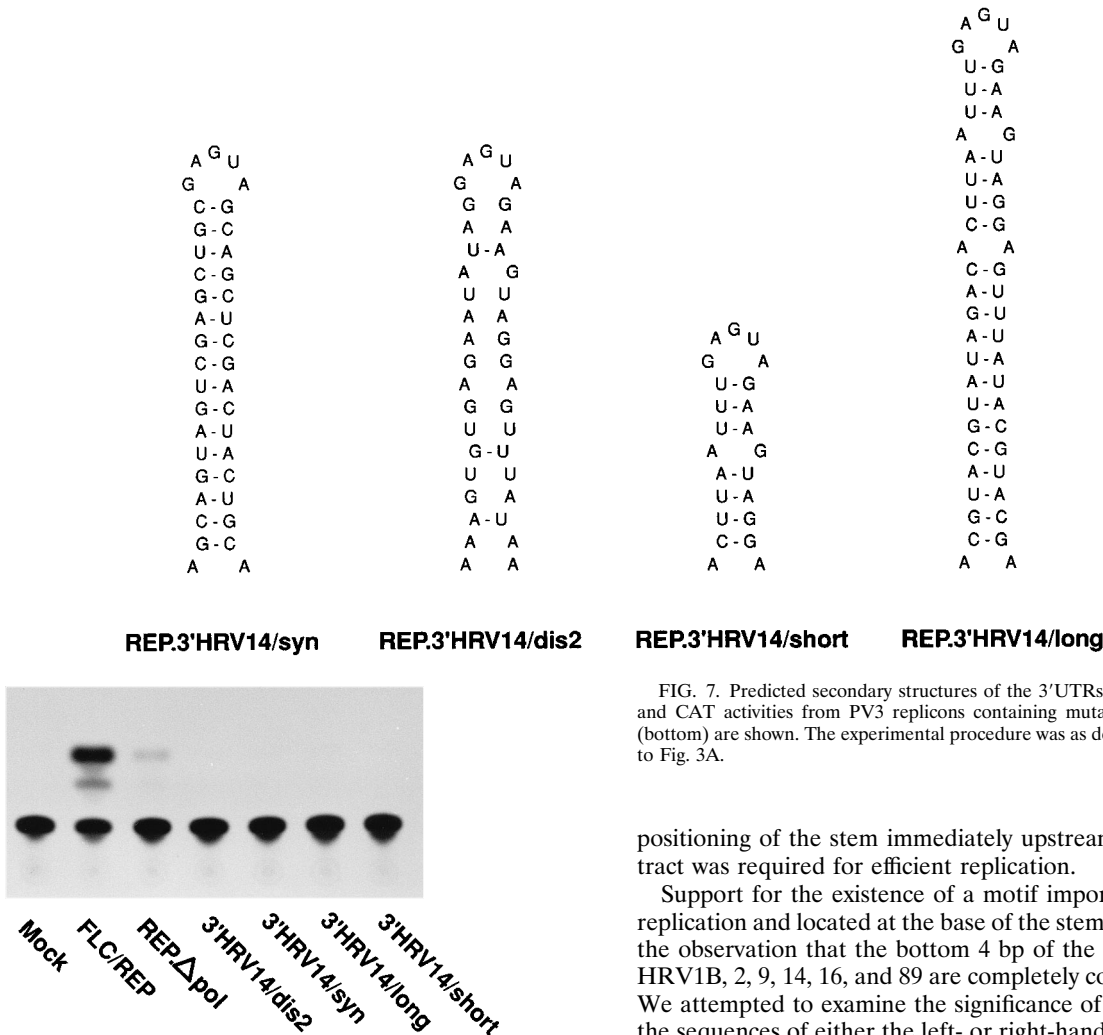 A G U
G A
C - G
G - C
U - A
C - G
G - C
A - U
G - C
C - G
U - A
G - C
A - U
U - A
G - C
A - U
C - G
G - C
A A
REP.3'HRV14/syn
A G U
G A
G G
A A
U - A
A G
U U
A A
A G
G G
A A
G G
U U
G - U
U U
G A
A - U
A A
A A
REP.3'HRV14/dis2
A G U
G A
U - G
U - A
U - A
A G
A - U
U - A
U - G
C - G
A A
REP.3'HRV14/short
A G U
G A
U - G
U - A
U - A
A G
A - U
U - A
U - G
C - G
A A
C - G
A - U
G - U
A - U
U - A
A - U
U - A
G - C
C - G
A - U
U - A
G - C
C - G
A A
REP.3'HRV14/long
Mock
FLC/REP
REP.△pol
3'HRV14/dis2
3'HRV14/syn
3'HRV14/long
3'HRV14/short
FIG. 7. Predicted secondary structures of the 3′UTRs
and CAT activities from PV3 replicons containing muta
(bottom) are shown. The experimental procedure was as de
to Fig. 3A.
positioning of the stem immediately upstrear
tract was required for efficient replication.
Support for the existence of a motif impor
replication and located at the base of the stem
the observation that the bottom 4 bp of the
HRV1B, 2, 9, 14, 16, and 89 are completely co
We attempted to examine the significance of
the sequences of either the left- or right-hand